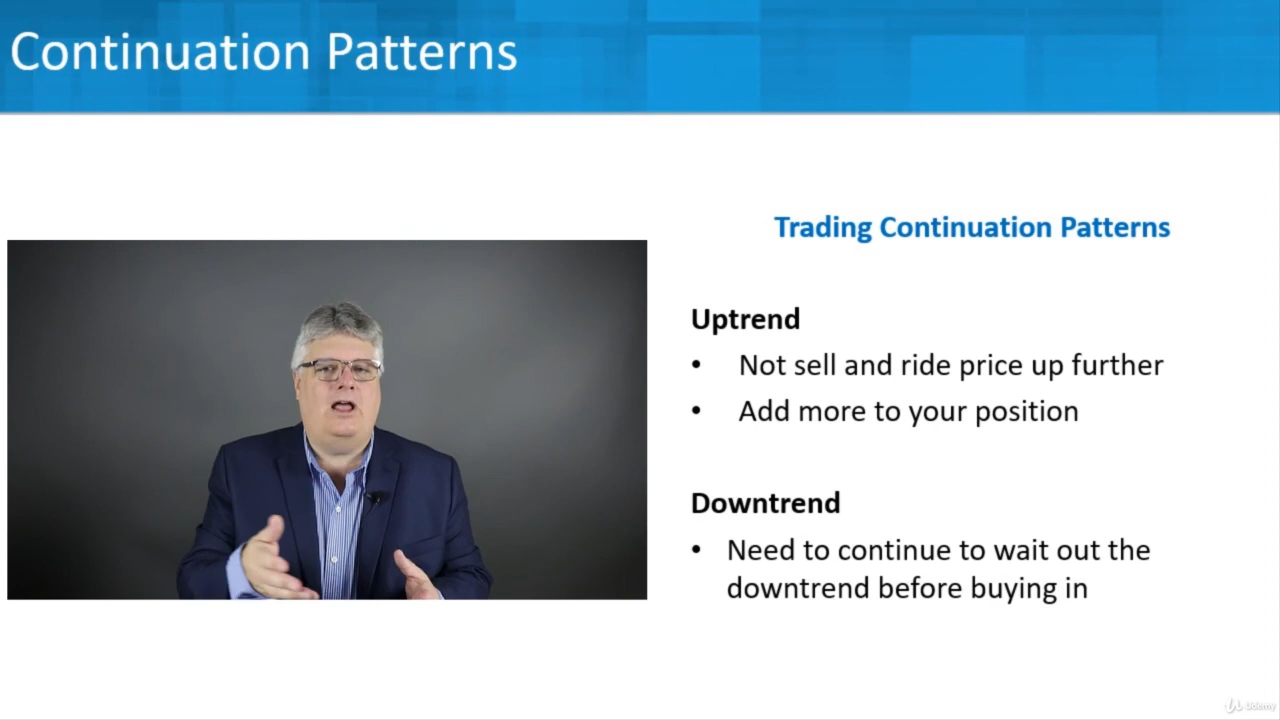 Continuation Patterns
Trading Continuation Patterns
Uptrend
• Not sell and ride price up further
• Add more to your position
Downtrend
• Need to continue to wait out the
downtrend before buying in
Udemy